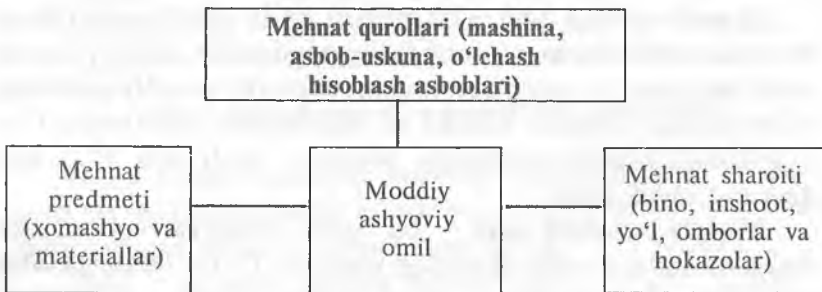 Mehnat qurollari (mashina,
asbob-uskuna, o‘lchash
hisoblash asboblari)
Mehnat
predmeti
(xomashyo va
materiallar)
Moddiy
ashyoviy
omil
Mehnat sharoiti
(bino, inshoot,
yo‘l, omborlar va
hokazolar)